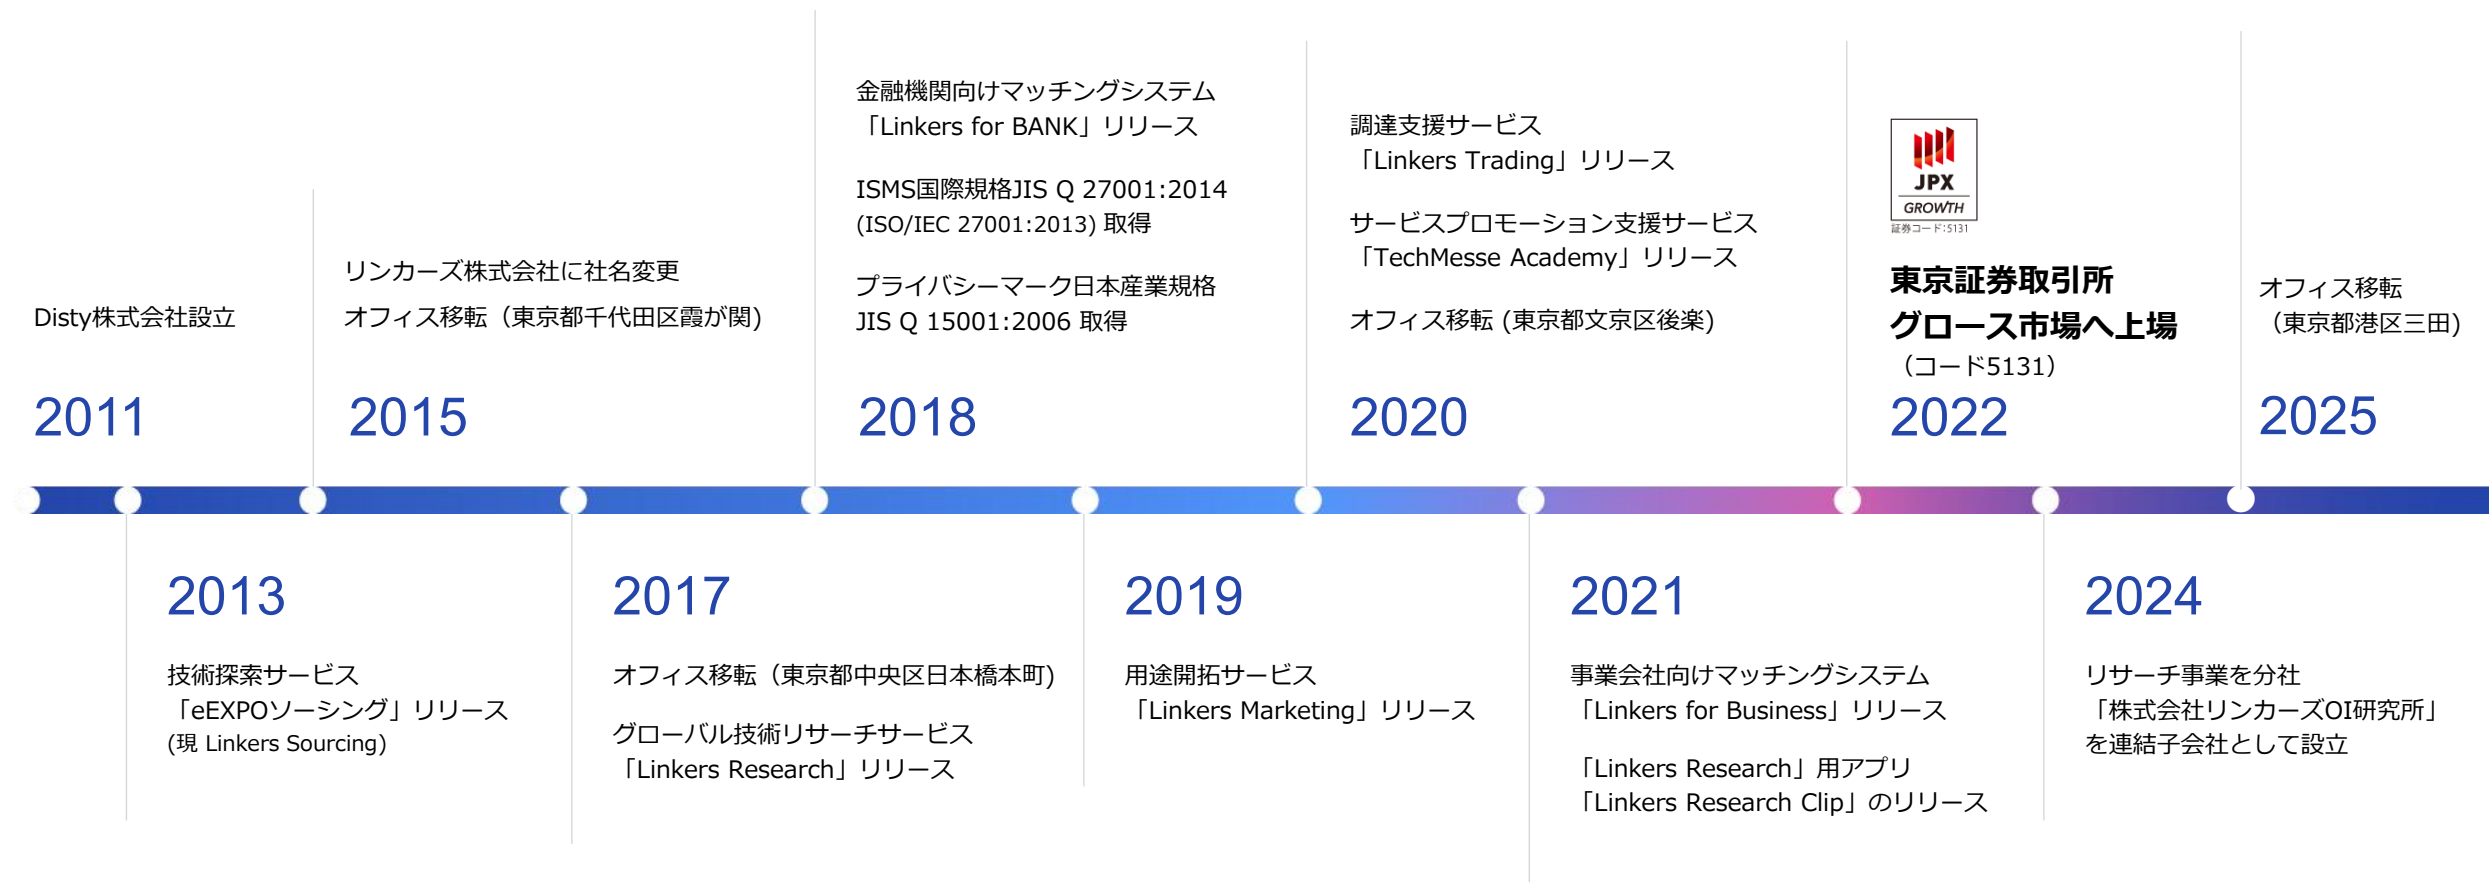 Disty株式会社設立
2011
2013
技術探索サービス
「eEXPOソーシング」リリース
(現 Linkers Sourcing)
リンカーズ株式会社に社名変更
オフィス移転（東京都千代田区霞が関)
2015
2017
オフィス移転（東京都中央区日本橋本町)
グローバル技術リサーチサービス
「Linkers Research」リリース
金融機関向けマッチングシステム
「Linkers for BANK」リリース
ISMS国際規格JIS Q 27001:2014
(ISO/IEC 27001:2013) 取得
プライバシーマーク日本産業規格
JIS Q 15001:2006 取得
2018
2019
用途開拓サービス
「Linkers Marketing」リリース
調達支援サービス
「Linkers Trading」リリース
サービスプロモーション支援サービス
「TechMesse Academy」リリース
オフィス移転 (東京都文京区後楽)
2020
2021
事業会社向けマッチングシステム
「Linkers for Business」リリース
「Linkers Research」用アプリ
「Linkers Research Clip」のリリース
JPX
GROWTH
証券コード:5131
東京証券取引所
グロース市場へ上場
（コード5131）
2022
2024
リサーチ事業を分社
「株式会社リンカーズOI研究所」
を連結子会社として設立
オフィス移転
（東京都港区三田)
2025